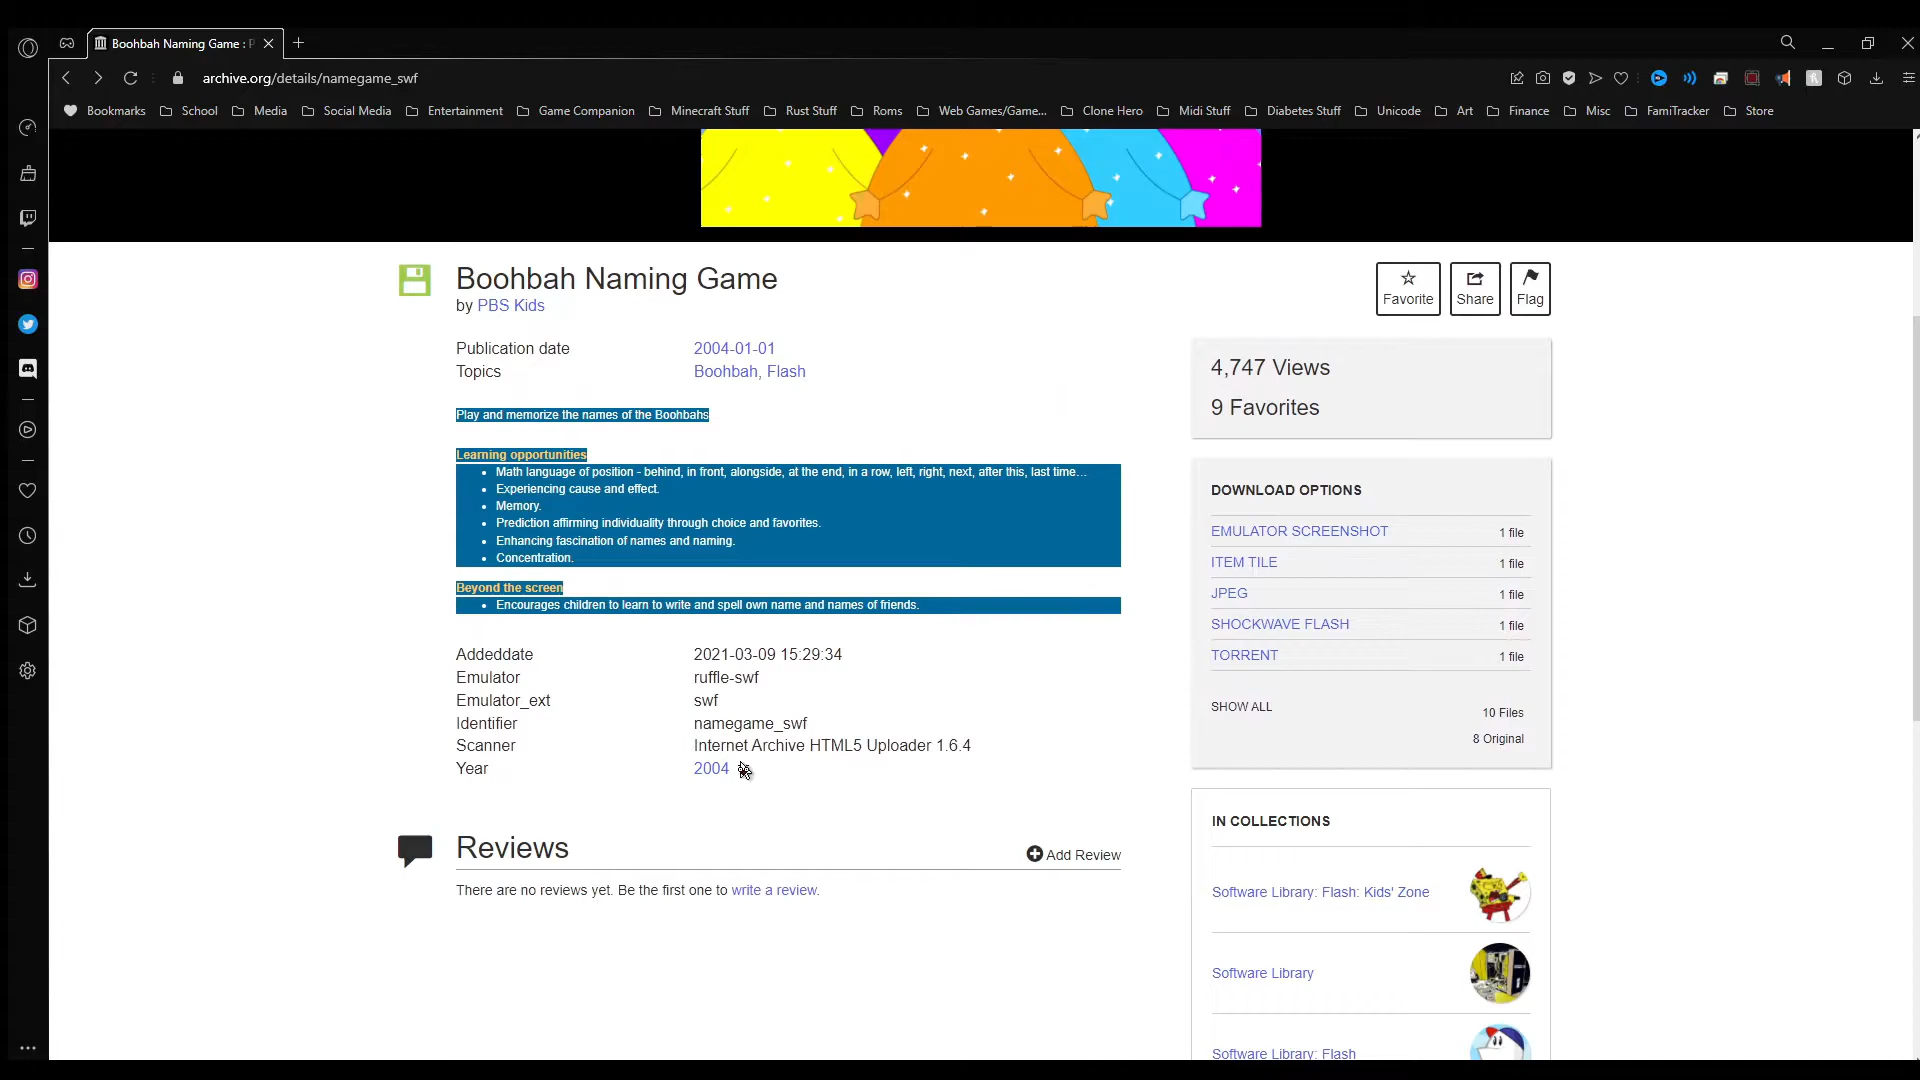 Boohbah Naming Game : P
archive.org/details/namegame_swf
Bookmarks School Media Social Media Entertainment Game Companion Minecraft Stuff Rust Stuff Roms Web Games/Game... Clone Hero Midi Stuff Diabetes Stuff Unicode Art Finance Misc FamiTracker Store
Boohbah Naming Game
by PBS Kids
Favorite Share Flag
Publication date 2004-01-01
Topics Boohbah, Flash
4,747 Views
9 Favorites
Play and memorize the names of the Boohbahs
Learning opportunities
• Math language of position - behind, in front, alongside, at the end, in a row, left, right, next, after this, last time…
• Experiencing cause and effect.
• Memory.
• Prediction affirming individuality through choice and favorites.
• Enhancing fascination of names and naming.
• Concentration.
Beyond the screen
• Encourages children to learn to write and spell own name and names of friends.
Addeddate 2021-03-09 15:29:34
Emulator ruffle-swf
Emulator_ext swf
Identifier namegame_swf
Scanner Internet Archive HTML5 Uploader 1.6.4
Year 2004
DOWNLOAD OPTIONS
EMULATOR SCREENSHOT 1 file
ITEM TILE 1 file
JPEG 1 file
SHOCKWAVE FLASH 1 file
TORRENT 1 file
SHOW ALL 10 Files
8 Original
Reviews
Add Review
There are no reviews yet. Be the first one to write a review.
IN COLLECTIONS
Software Library: Flash: Kids' Zone
Software Library
Software Library: Flash